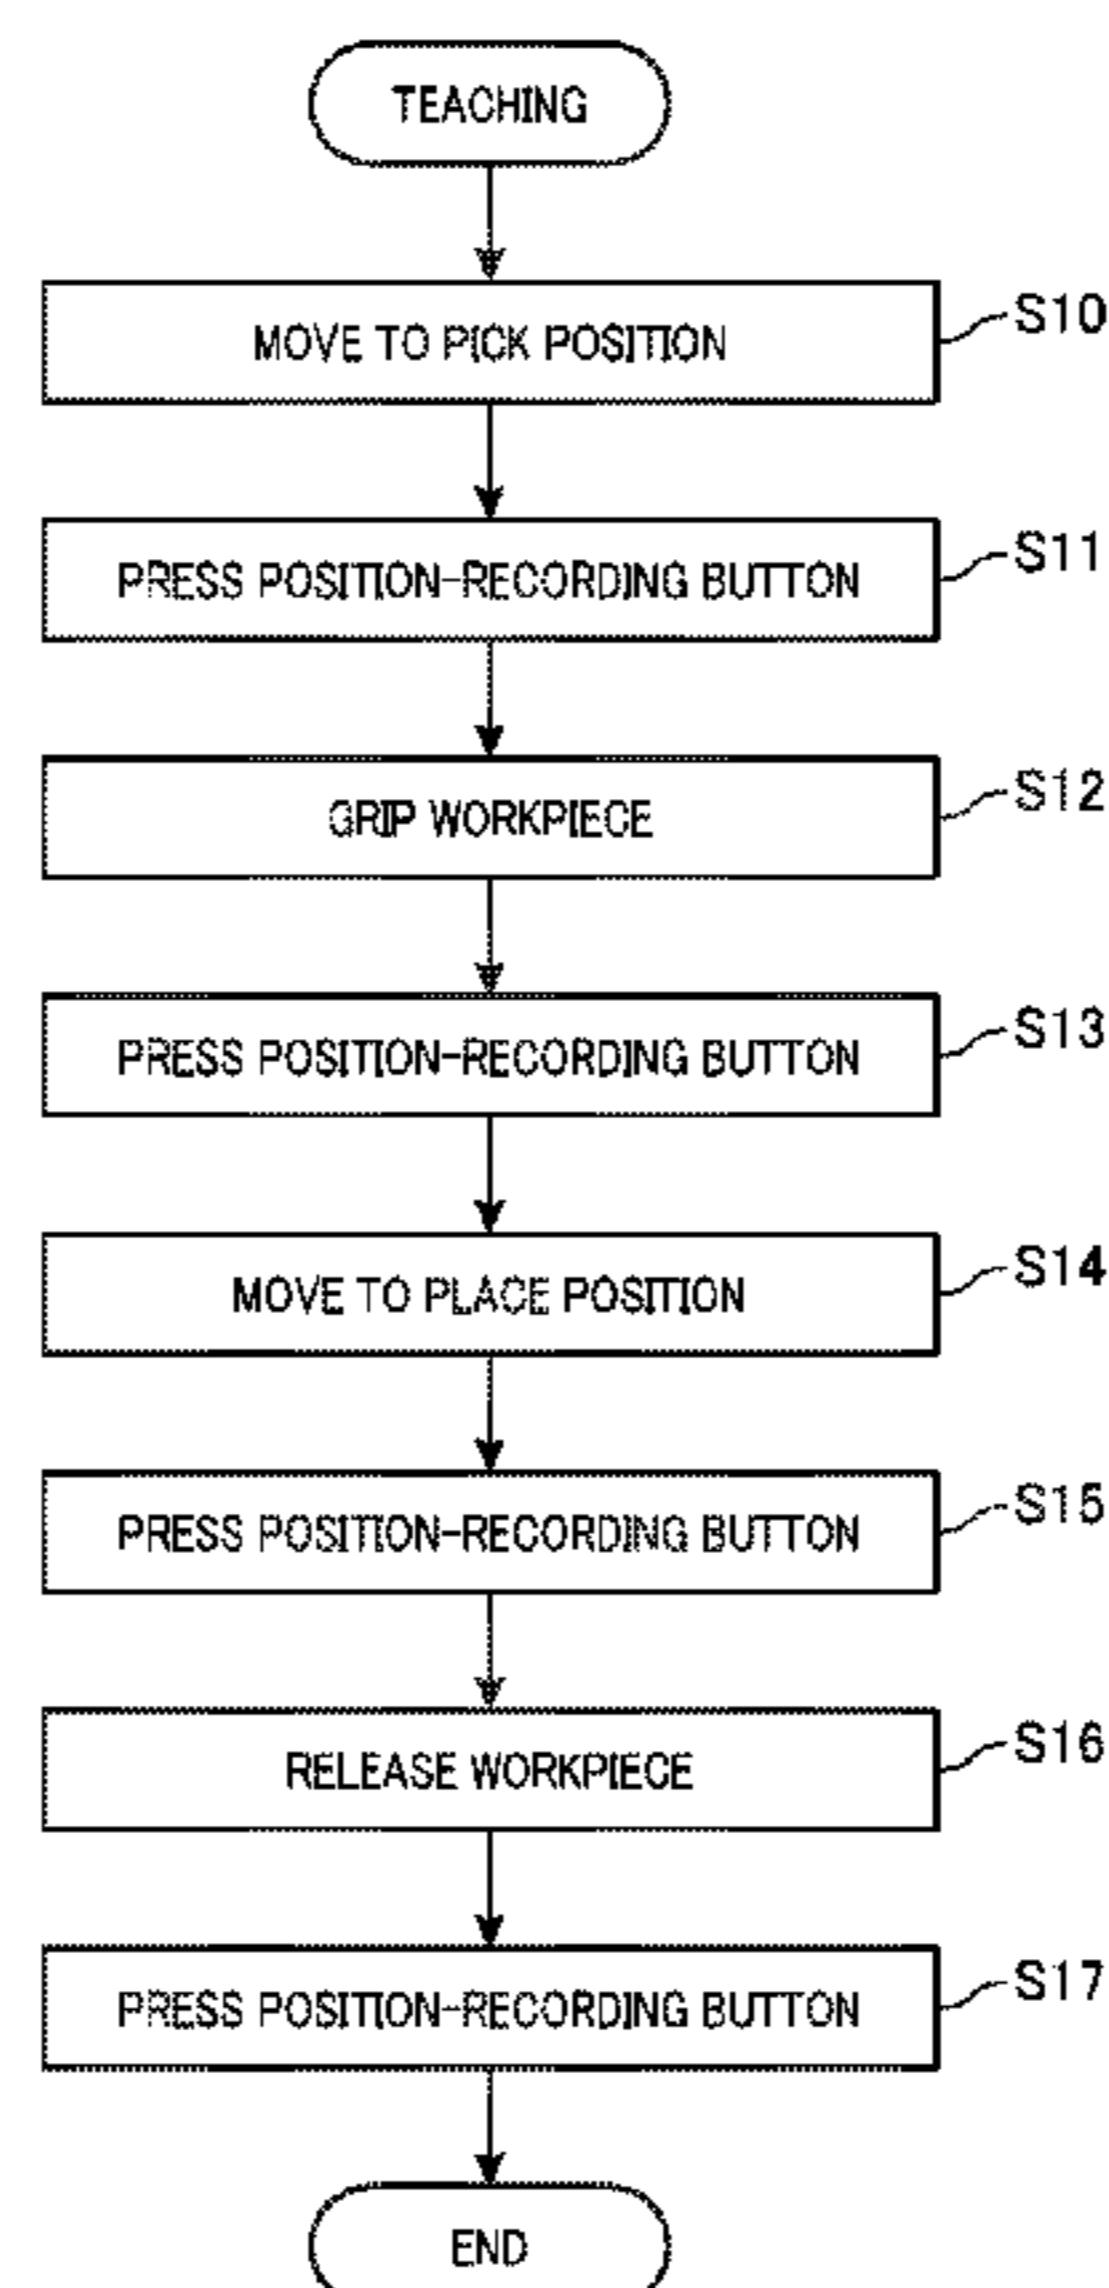 TEACHING
MOVE TO PICK POSITION
S10
PRESS POSITION-RECORDING BUTTON
S11
GRIP WORKPIECE
S12
PRESS POSITION-RECORDING BUTTON
S13
MOVE TO PLACE POSITION
S14
PRESS POSITION-RECORDING BUTTON
S15
RELEASE WORKPIECE
S16
PRESS POSITION-RECORDING BUTTON
S17
END